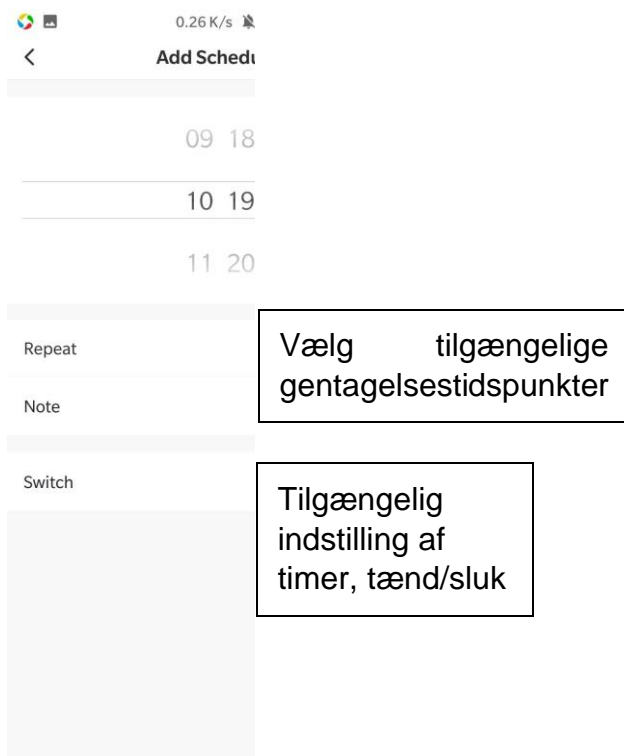 0.26 K/s
Add Schedu
09 18
10 19
11 20
Repeat
Vælg tilgængelige
gentagelsestidspunkter
Note
Switch
Tilgængelig
indstilling af
timer, tænd/sluk